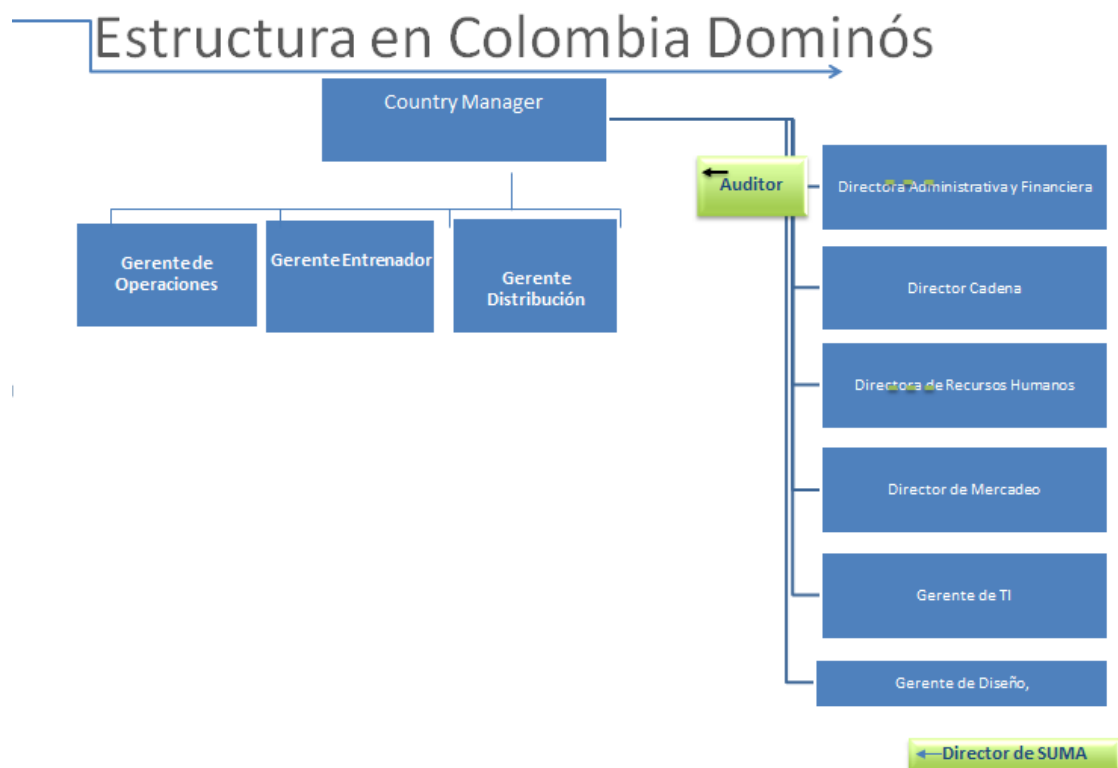 Estructura en Colombia Dominós
Country Manager
Auditor
Directora Administrativa y Financiera
Gerente de
Operaciones
Gerente Entrenador
Gerente
Distribución
Director Cadena
Directora de Recursos Humanos
Director de Mercadeo
Gerente de TI
Gerente de Diseño,
Director de SUMA